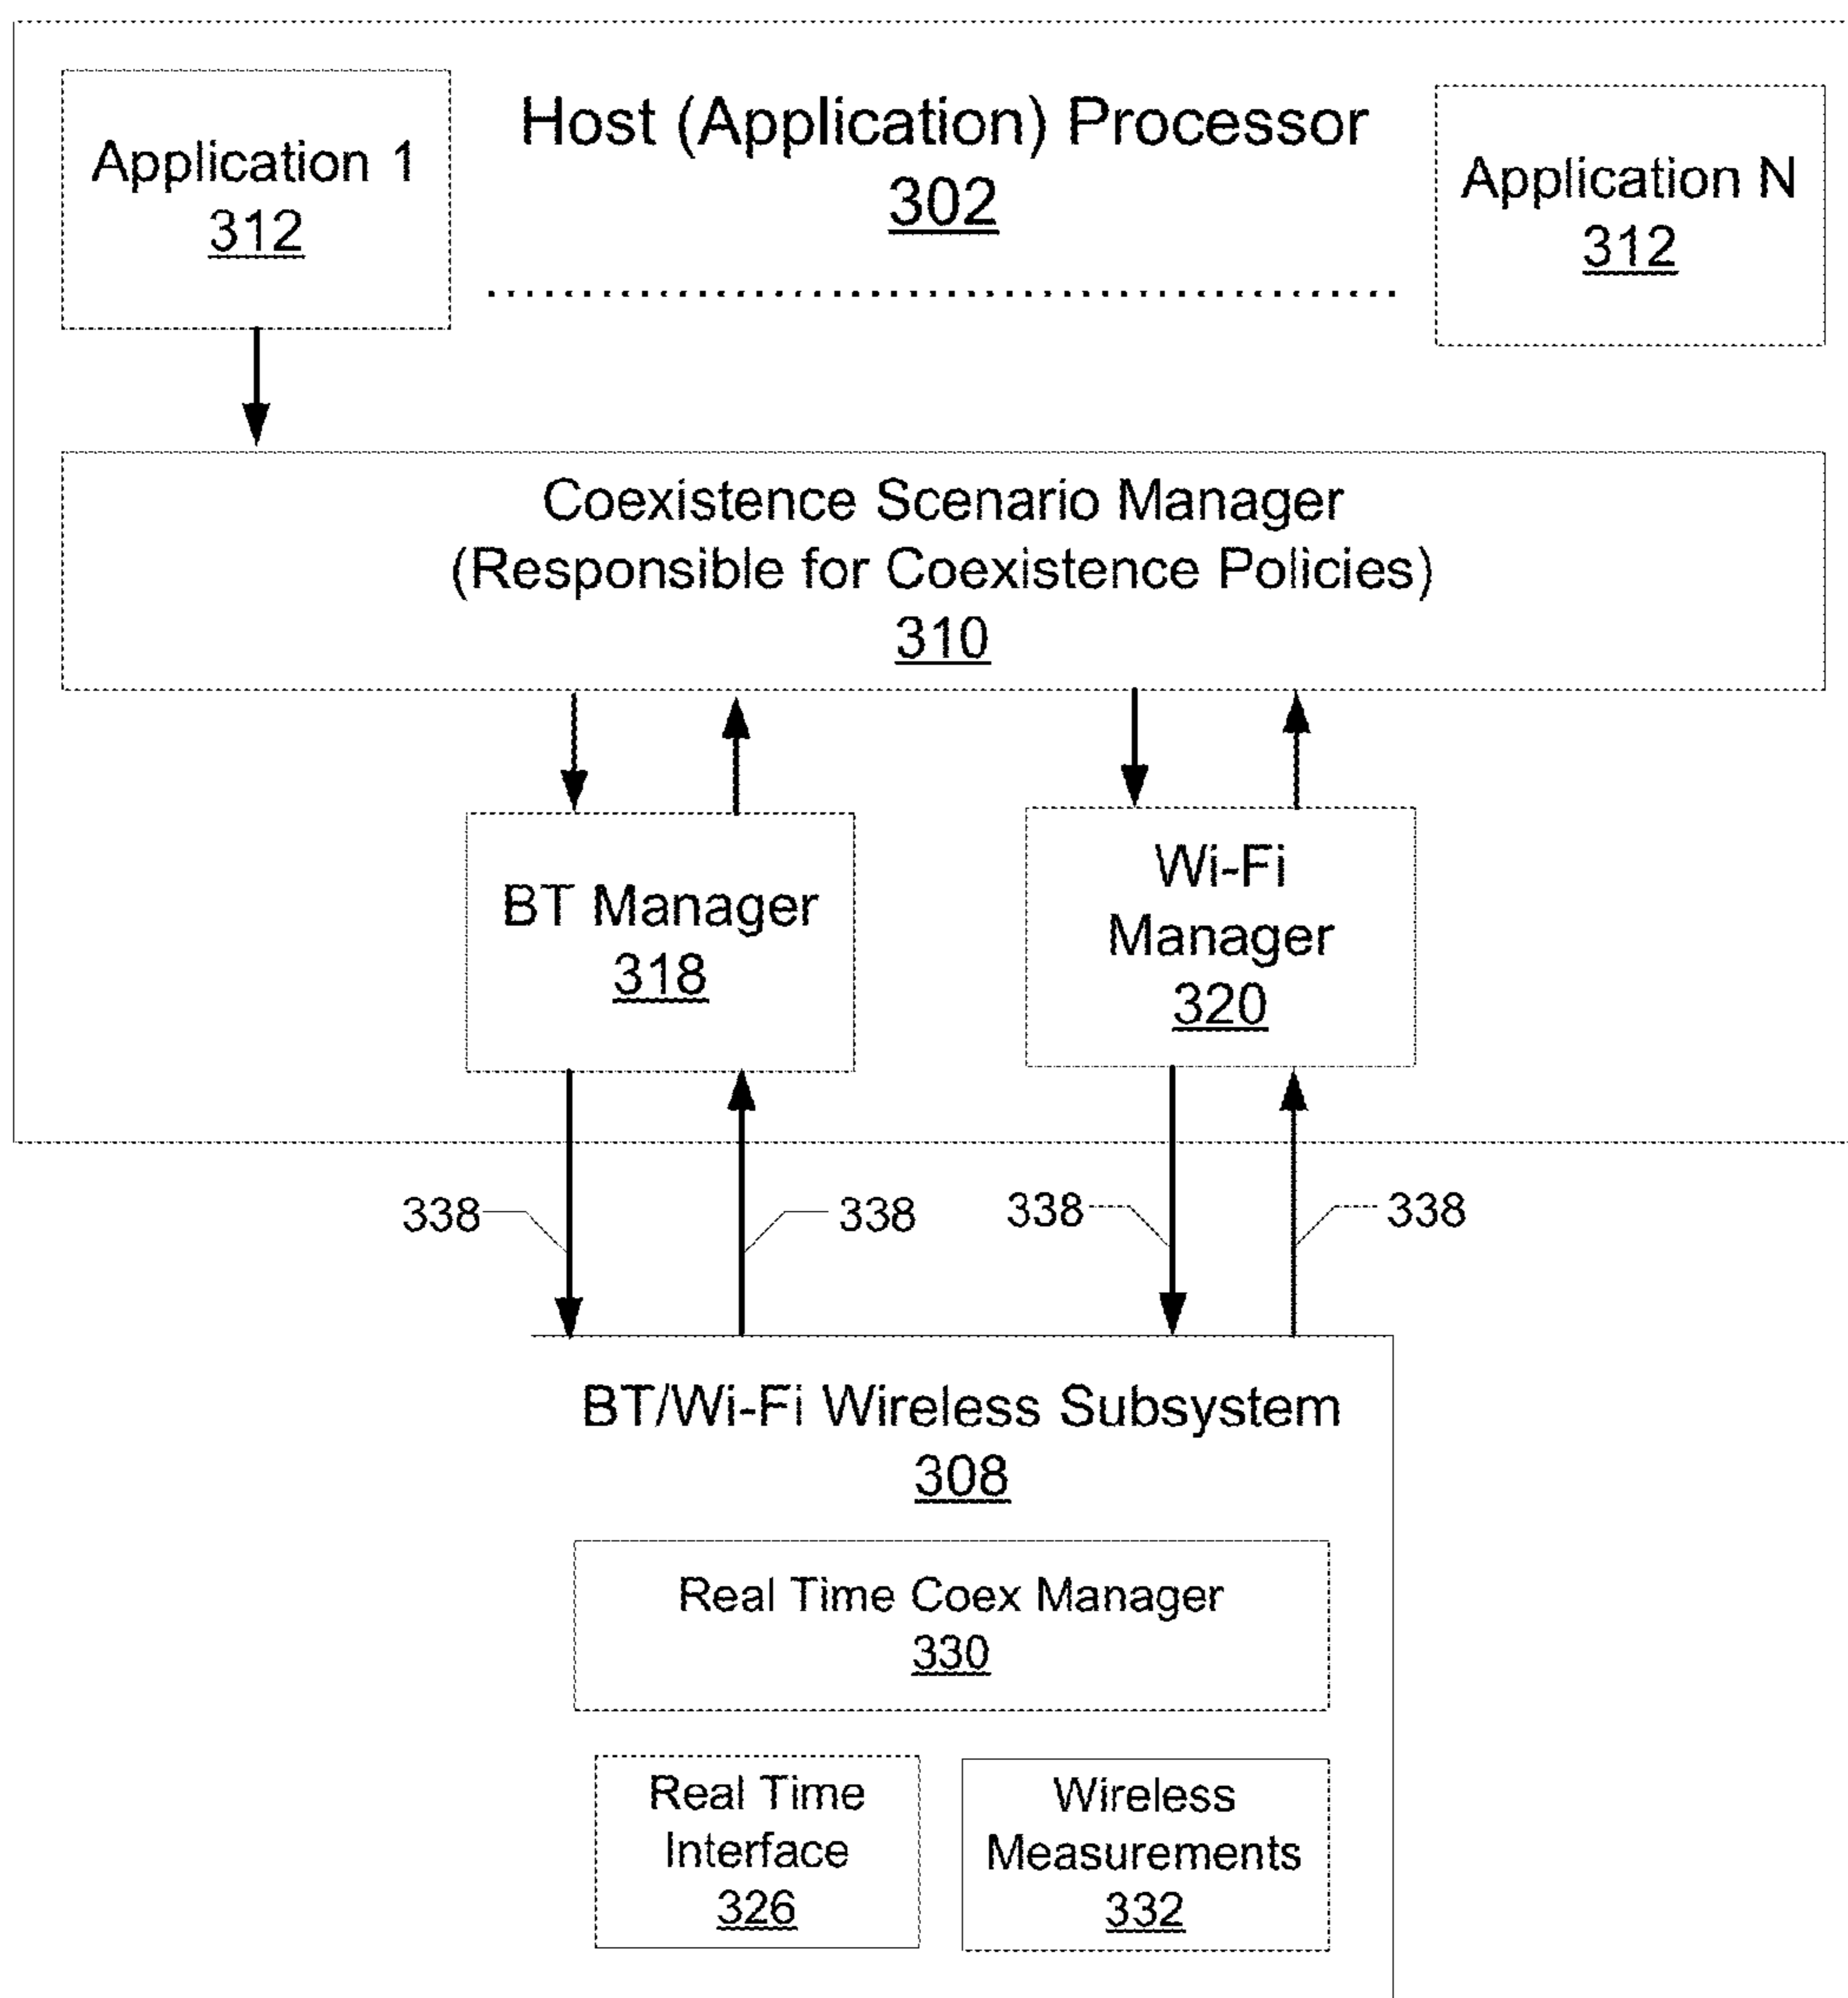 Host (Application) Processor
302
Application 1
312
Application N
312
Coexistence Scenario Manager
(Responsible for Coexistence Policies)
310
BT Manager
318
Wi-Fi
Manager
320
338
338
338
338
BT/Wi-Fi Wireless Subsystem
308
Real Time Coex Manager
330
Real Time
Interface
326
Wireless
Measurements
332